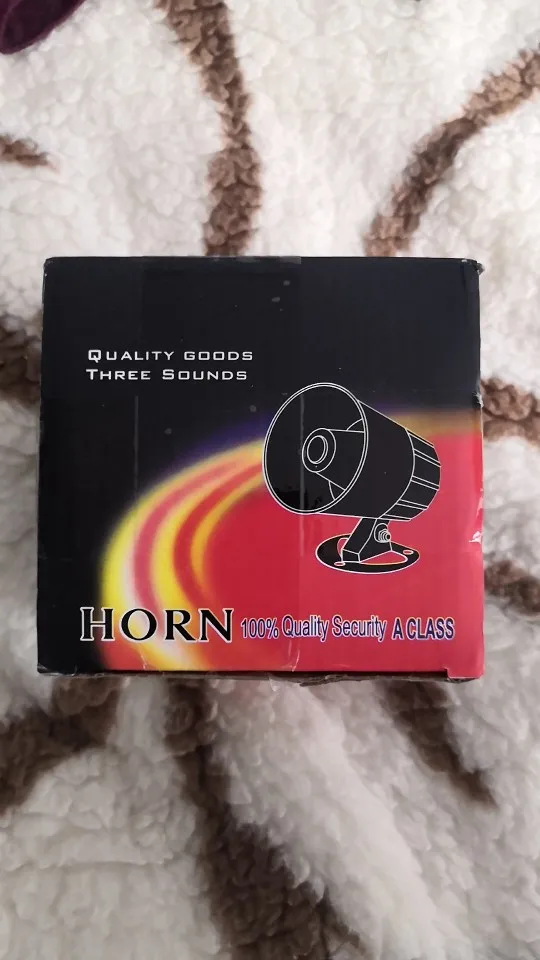 QUALITY GOODS
THREE SOUNDS
HORN 100% Quality Security A CLASS